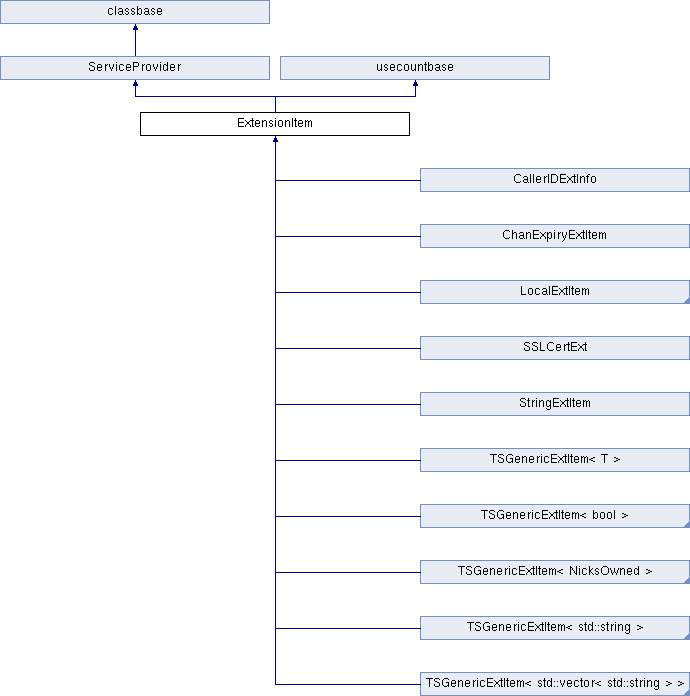 classbase
ServiceProvider
usecountbase
ExtensionItem
CallerIDExtInfo
ChanExpiryExtItem
LocalExtItem
SSLCertExt
StringExtItem
TSGenericExtItem< T >
TSGenericExtItem< bool >
TSGenericExtItem< NicksOwned >
TSGenericExtItem< std::string >
TSGenericExtItem< std::vector< std::string > >